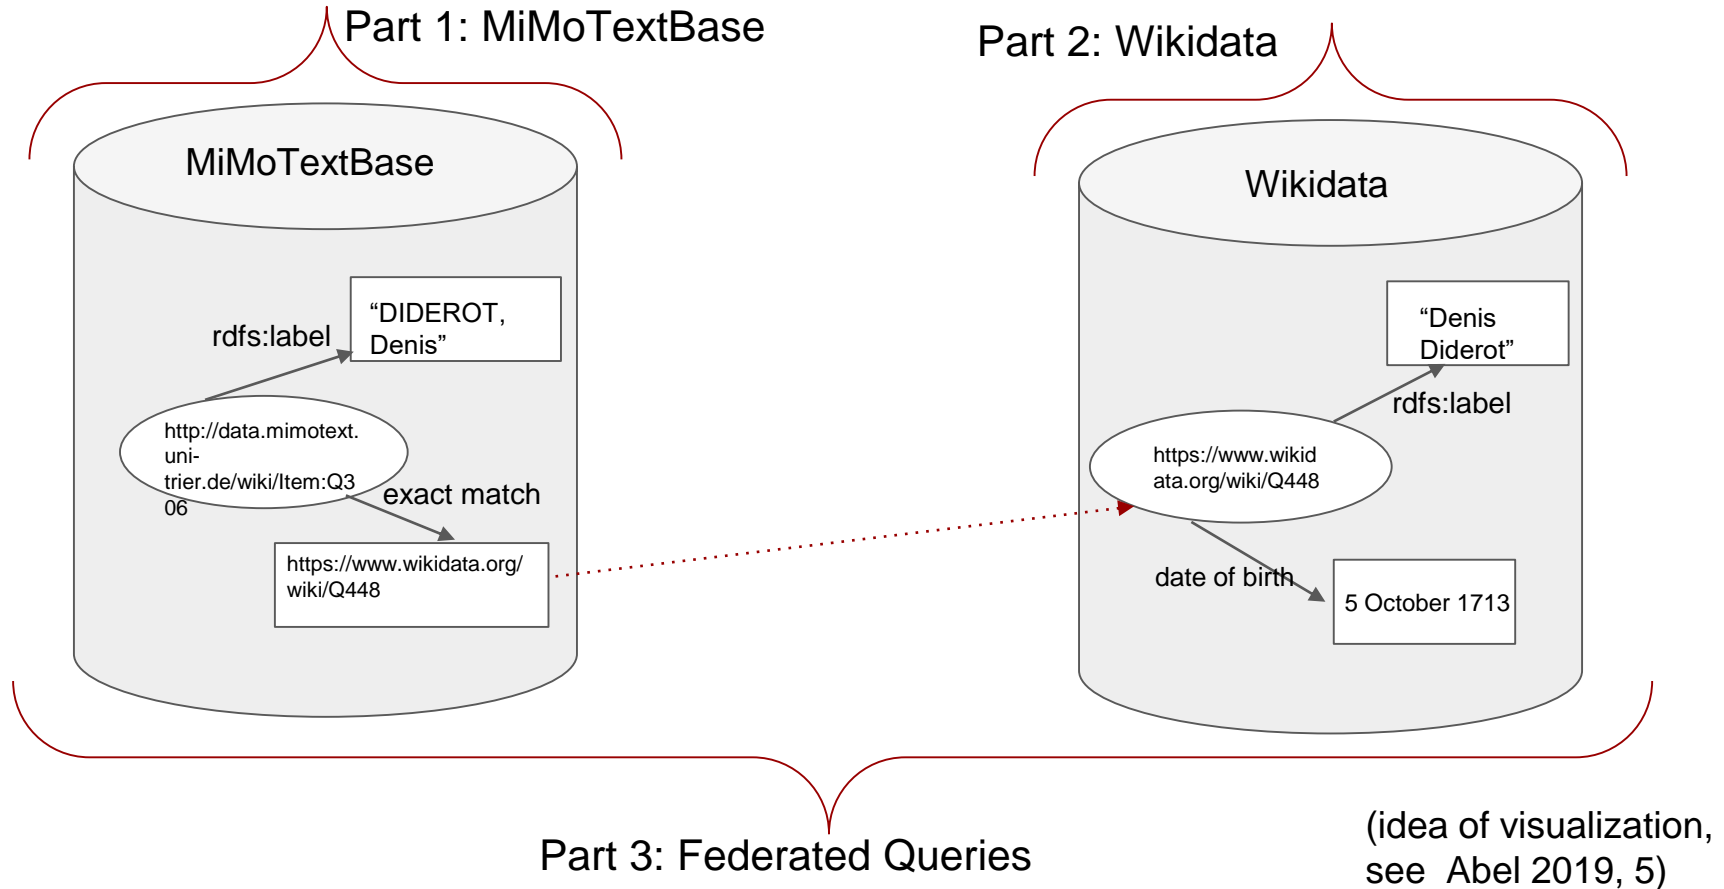 Part 1: MiMoTextBase
Part 2: Wikidata
MiMoTextBase
“DIDEROT,
Denis”
rdfs:label
http://data.mimotext.
uni-
trier.de/wiki/Item:Q3
06
exact match
https://www.wikidata.org/
wiki/Q448
Wikidata
“Denis
Diderot”
rdfs:label
https://www.wikid
ata.org/wiki/Q448
date of birth
5 October 1713
Part 3: Federated Queries
(idea of visualization,
see Abel 2019, 5)